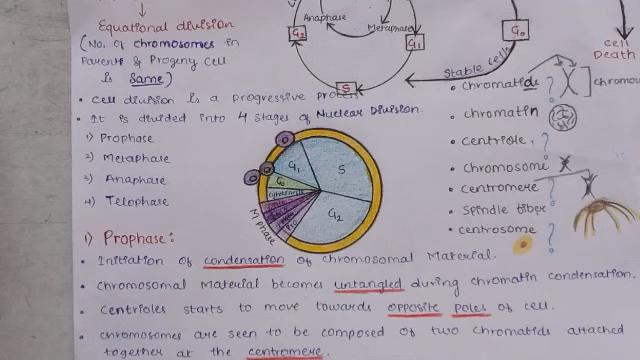 Equational division
(No. of chromosomes in
Parent & Progeny cell
is Same)
Anaphase
Metaphase
G2
G1
S
G0
Stable cells
Cell
Death
• Cell division is a progressive process
• It is divided into 4 stages of Nuclear Division.
1) Prophase
2) Metaphase
3) Anaphase
4) Telophase
G1
S
G0
Cytokinesis
G2
M phase
Pro
• chromatids ?
• chromatin
• centriole. ?
• chromosome
• centromere ?
• spindle fiber
• centrosome ?
1) Prophase:
• Initiation of condensation of chromosomal Material.
• Chromosomal Material becomes untangled during chromatin condensation.
• Centrioles starts to move towards opposite poles of cell.
• chromosomes are seen to be composed of two chromatids attached
together at the centromere.